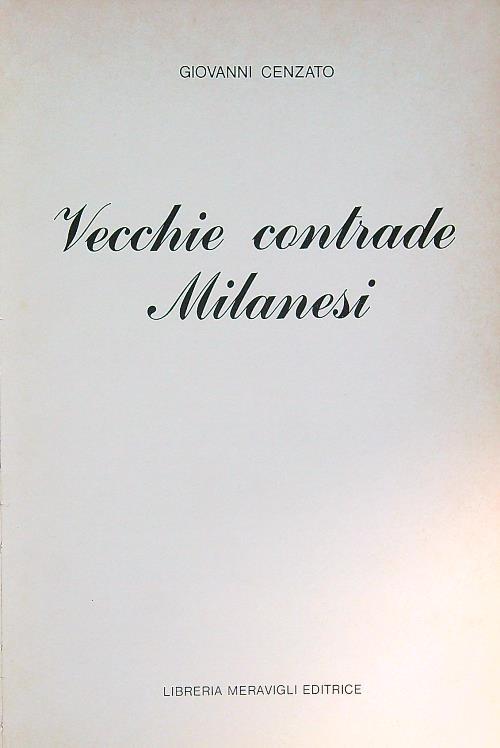 GIOVANNI CENZATO
Vecchie contrade
Milanesi
LIBRERIA MERAVIGLI EDITRICE